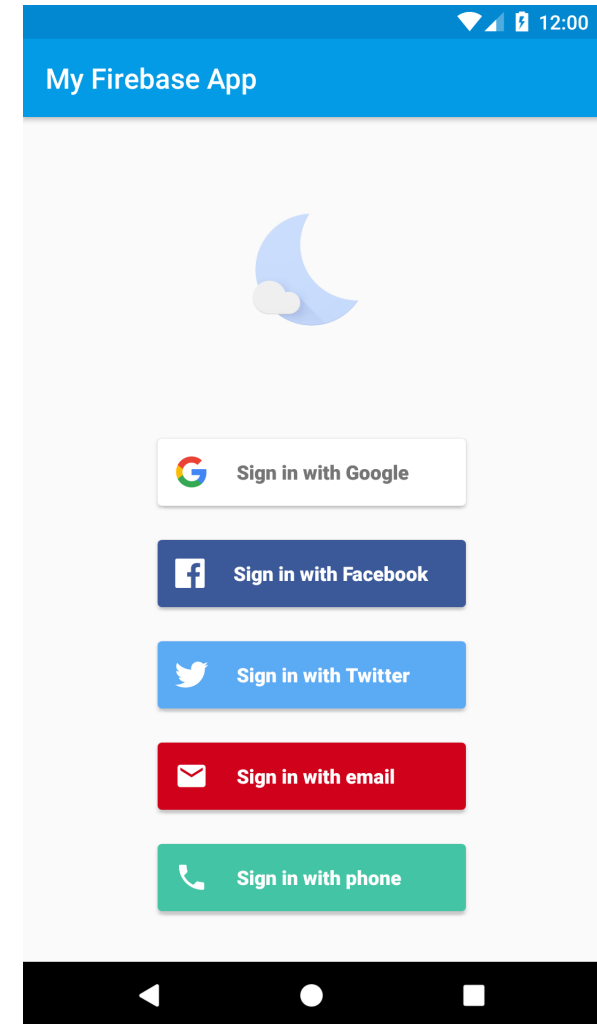 12:00
My Firebase App
Sign in with Google
Sign in with Facebook
Sign in with Twitter
Sign in with email
Sign in with phone